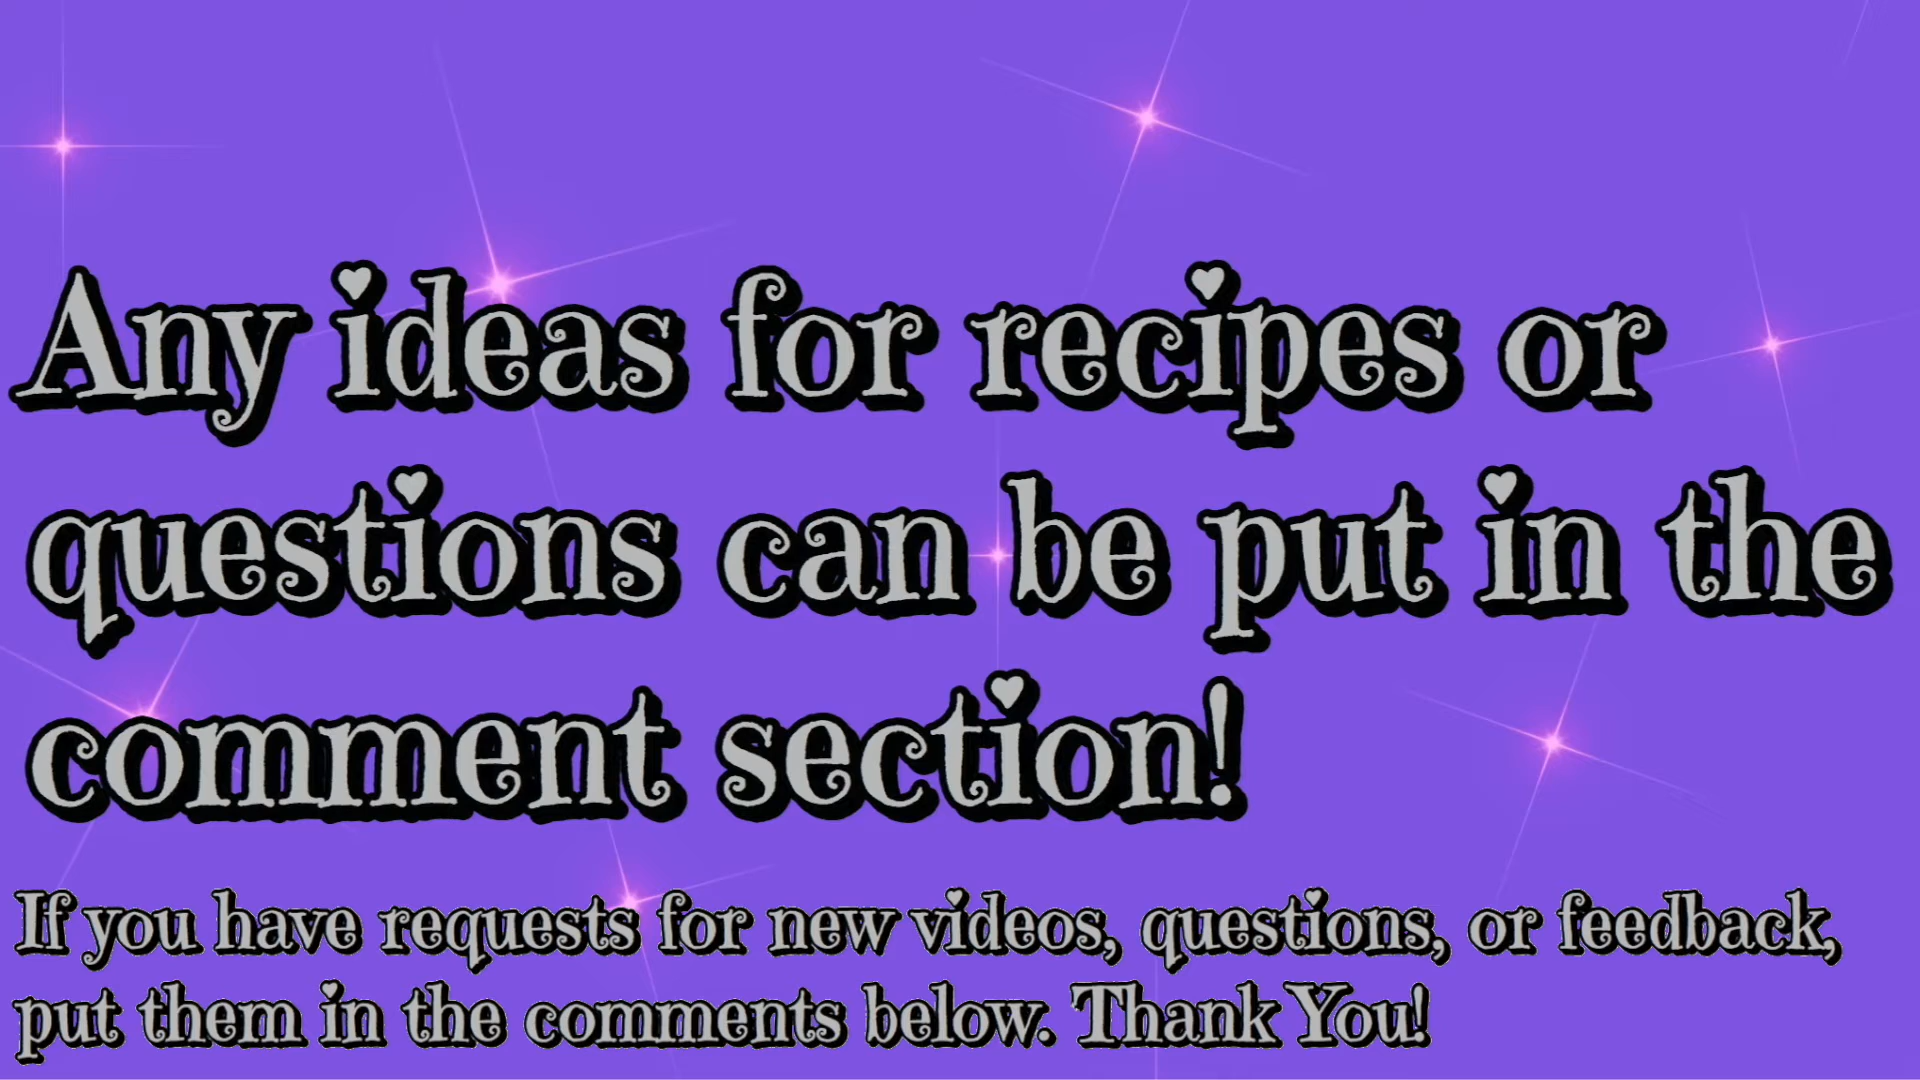 Any ideas for recipes or
questions can be put in the
comment section!
If you have requests for new videos, questions, or feedback,
put them in the comments below. Thank You!